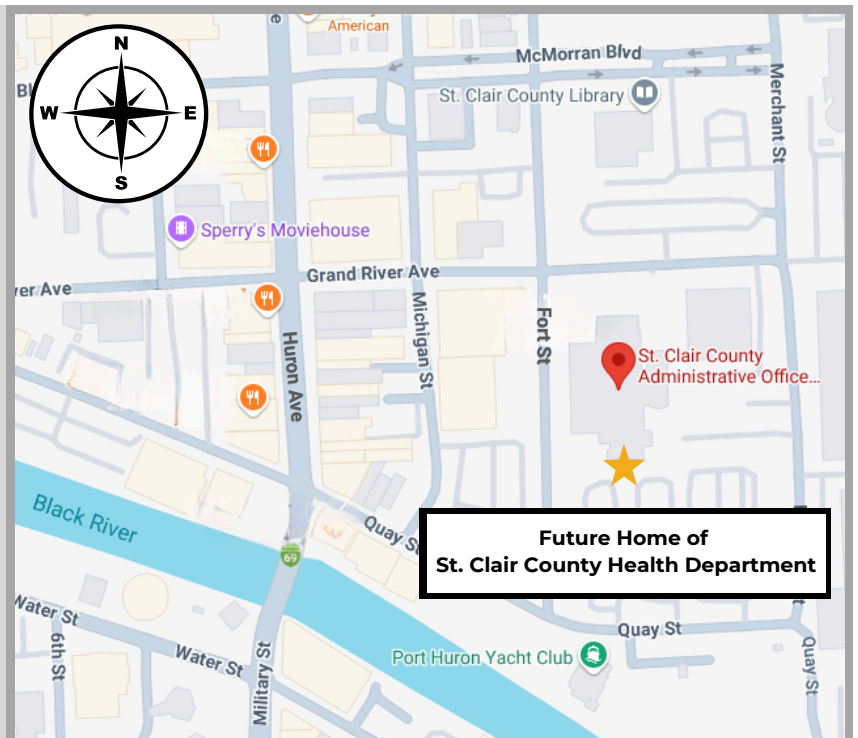 American
N
W
E
S
McMorran Blvd
St. Clair County Library
Merchant St
Sperry's Moviehouse
Grand River Ave
ver Ave
Michigan St
Huron Ave
Fort St
St. Clair County
Administrative Office...
Black River
69
Quay St
Future Home of
St. Clair County Health Department
Quay St
Quay St
Port Huron Yacht Club
Water St
Water St
6th St
Military St